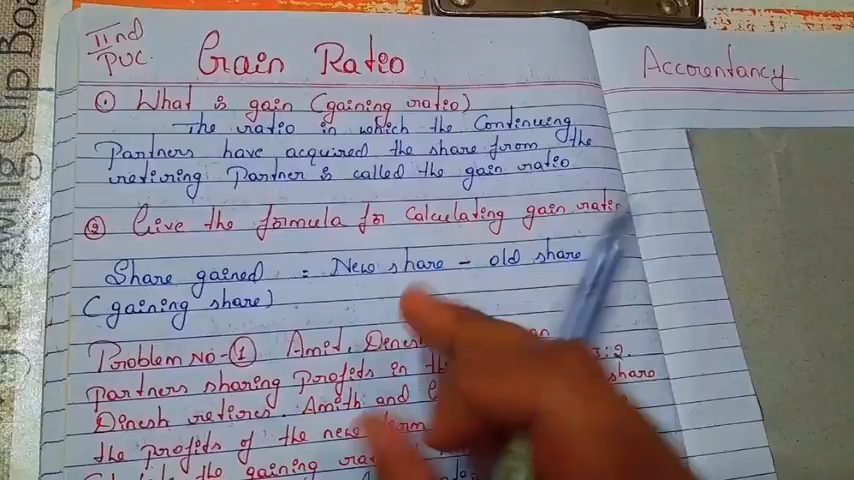 IInd
PUC
Gain Ratio
Accountancy
① What is gain (gaining ratio)
The ratio in which the Continuing
Partners have acquired the share from the
retiring Partner is called the gain ratio
② Give the formula for Calculating gain ratio
Share gained = New share - old share
(gaining share)
Problem No-① Amit, Dinesh
Partners sharing Profits in :2.
Dinesh retires. Amith and share
the profits of the new
the gaining